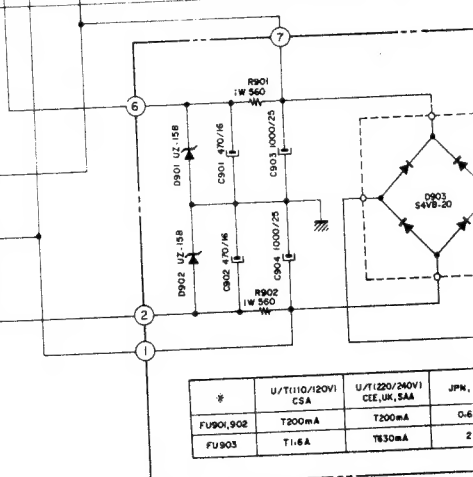 7
R901
1W 560
6
D901 UZ-15B
C901 470/16
C903 1000/25
D903
S4VB-20
D902 UZ-15B
C902 470/16
C904 1000/25
R902
1W 560
2
1
* U/T(110/120V) U/T(220/240V) JPN,
CSA CEE,UK,SAA
FU901,902 T200mA T200mA
FU903 T1.6A T630mA 2